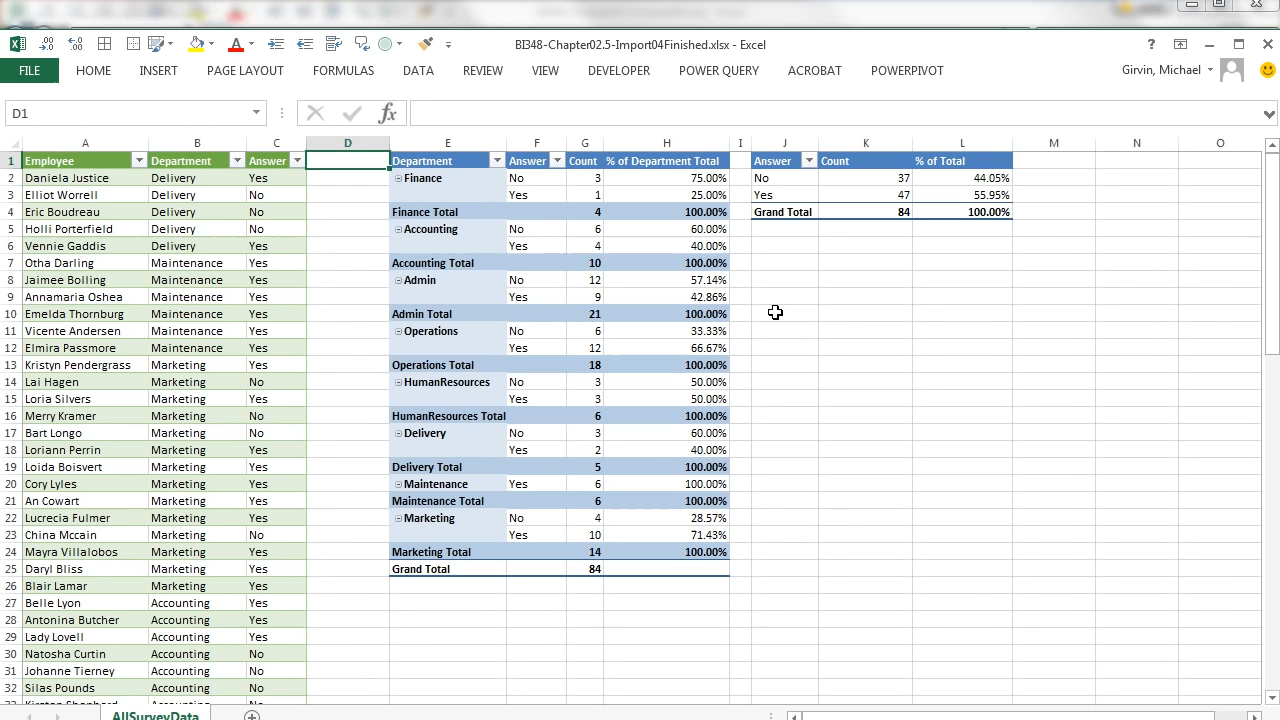 BI348-Chapter02.5-Import04Finished.xlsx - Excel
FILE HOME INSERT PAGE LAYOUT FORMULAS DATA REVIEW VIEW DEVELOPER POWER QUERY ACROBAT POWERPIVOT Girvin, Michael
D1 fx
A B C D E F G H I J K L M N O
1 Employee Department Answer Department Answer Count % of Department Total Answer Count % of Total
2 Daniela Justice Delivery Yes Finance No 3 75.00% No 37 44.05%
3 Elliot Worrell Delivery No Yes 1 25.00% Yes 47 55.95%
4 Eric Boudreau Delivery No Finance Total 4 100.00% Grand Total 84 100.00%
5 Holli Porterfield Delivery No Accounting No 6 60.00%
6 Vennie Gaddis Delivery Yes Yes 4 40.00%
7 Otha Darling Maintenance Yes Accounting Total 10 100.00%
8 Jaimee Bolling Maintenance Yes Admin No 12 57.14%
9 Annamaria Oshea Maintenance Yes Yes 9 42.86%
10 Emelda Thornburg Maintenance Yes Admin Total 21 100.00%
11 Vicente Andersen Maintenance Yes Operations No 6 33.33%
12 Elmira Passmore Maintenance Yes Yes 12 66.67%
13 Kristyn Pendergrass Marketing Yes Operations Total 18 100.00%
14 Lai Hagen Marketing No HumanResources No 3 50.00%
15 Loria Silvers Marketing Yes Yes 3 50.00%
16 Merry Kramer Marketing No HumanResources Total 6 100.00%
17 Bart Longo Marketing No Delivery No 3 60.00%
18 Loriann Perrin Marketing Yes Yes 2 40.00%
19 Loida Boisvert Marketing Yes Delivery Total 5 100.00%
20 Cory Lyles Marketing Yes Maintenance Yes 6 100.00%
21 An Cowart Marketing Yes Maintenance Total 6 100.00%
22 Lucrecia Fulmer Marketing Yes Marketing No 4 28.57%
23 China Mccain Marketing No Yes 10 71.43%
24 Mayra Villalobos Marketing Yes Marketing Total 14 100.00%
25 Daryl Bliss Marketing Yes Grand Total 84
26 Blair Lamar Marketing Yes
27 Belle Lyon Accounting Yes
28 Antonina Butcher Accounting Yes
29 Lady Lovell Accounting Yes
30 Natosha Curtin Accounting No
31 Johanne Tierney Accounting No
32 Silas Pounds Accounting No
AllSurveyData